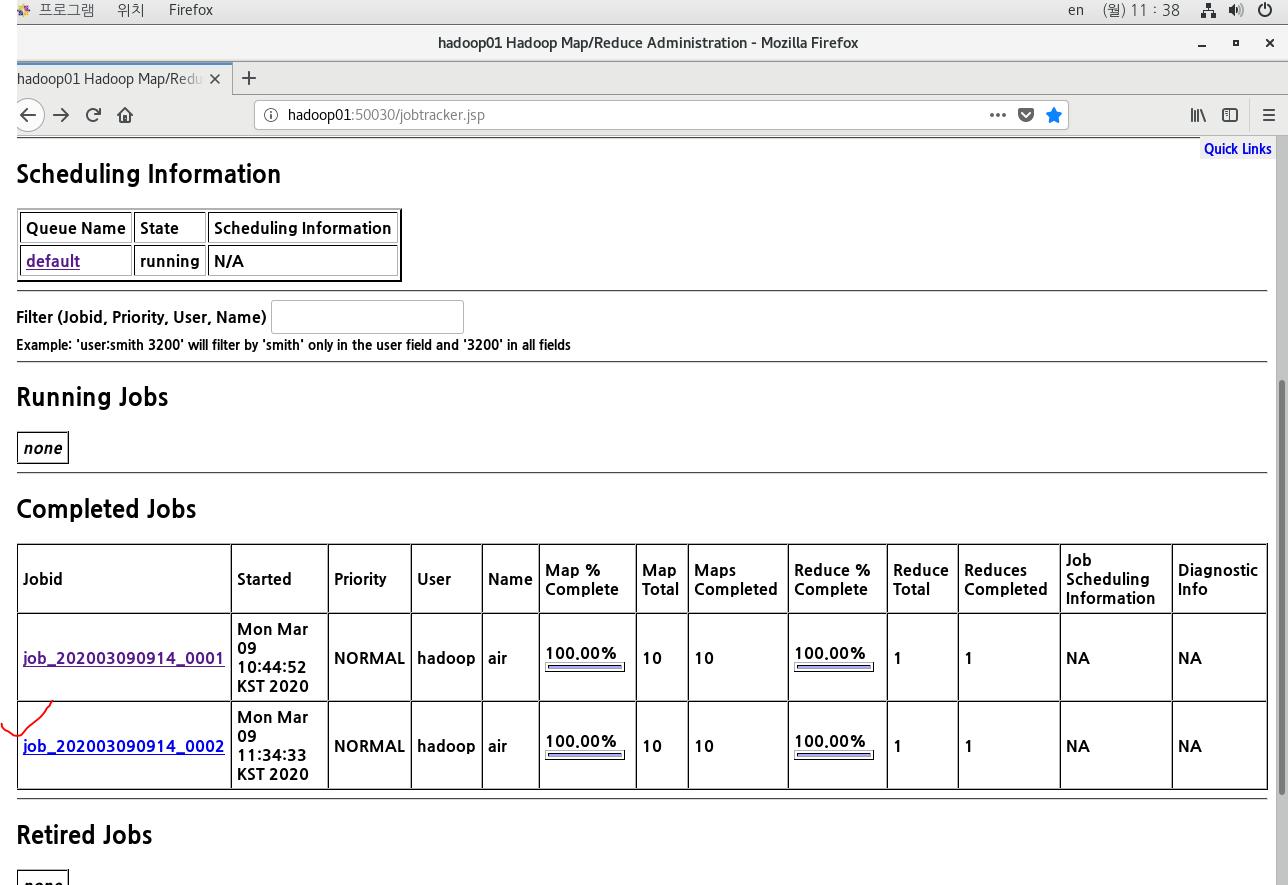 프로그램 위치 Firefox en (월) 11 : 38
hadoop01 Hadoop Map/Reduce Administration - Mozilla Firefox
hadoop01 Hadoop Map/Redu
hadoop01:50030/jobtracker.jsp
Quick Links
Scheduling Information
Queue Name State Scheduling Information
default running N/A
Filter (Jobid, Priority, User, Name)
Example: 'user:smith 3200' will filter by 'smith' only in the user field and '3200' in all fields
Running Jobs
none
Completed Jobs
Jobid Started Priority User Name Map % Complete Map Total Maps Completed Reduce % Complete Reduce Total Reduces Completed Job Scheduling Information Diagnostic Info
job_202003090914_0001 Mon Mar 09 10:44:52 KST 2020 NORMAL hadoop air 100.00% 10 10 100.00% 1 1 NA NA
job_202003090914_0002 Mon Mar 09 11:34:33 KST 2020 NORMAL hadoop air 100.00% 10 10 100.00% 1 1 NA NA
Retired Jobs
none